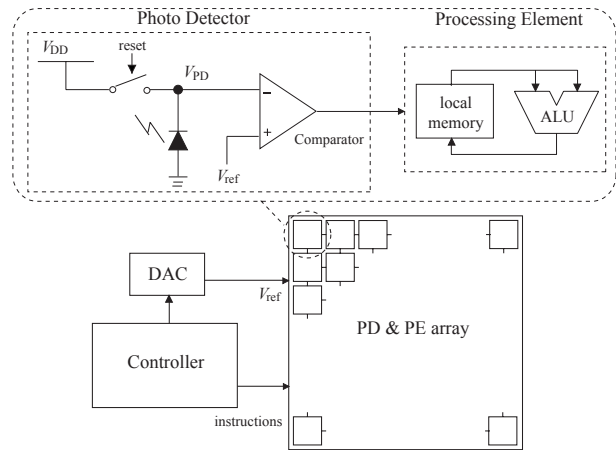 Photo Detector
Processing Element
reset
VDD
VPD
−
+
Comparator
Vref
local
memory
ALU
DAC
Vref
PD & PE array
Controller
instructions